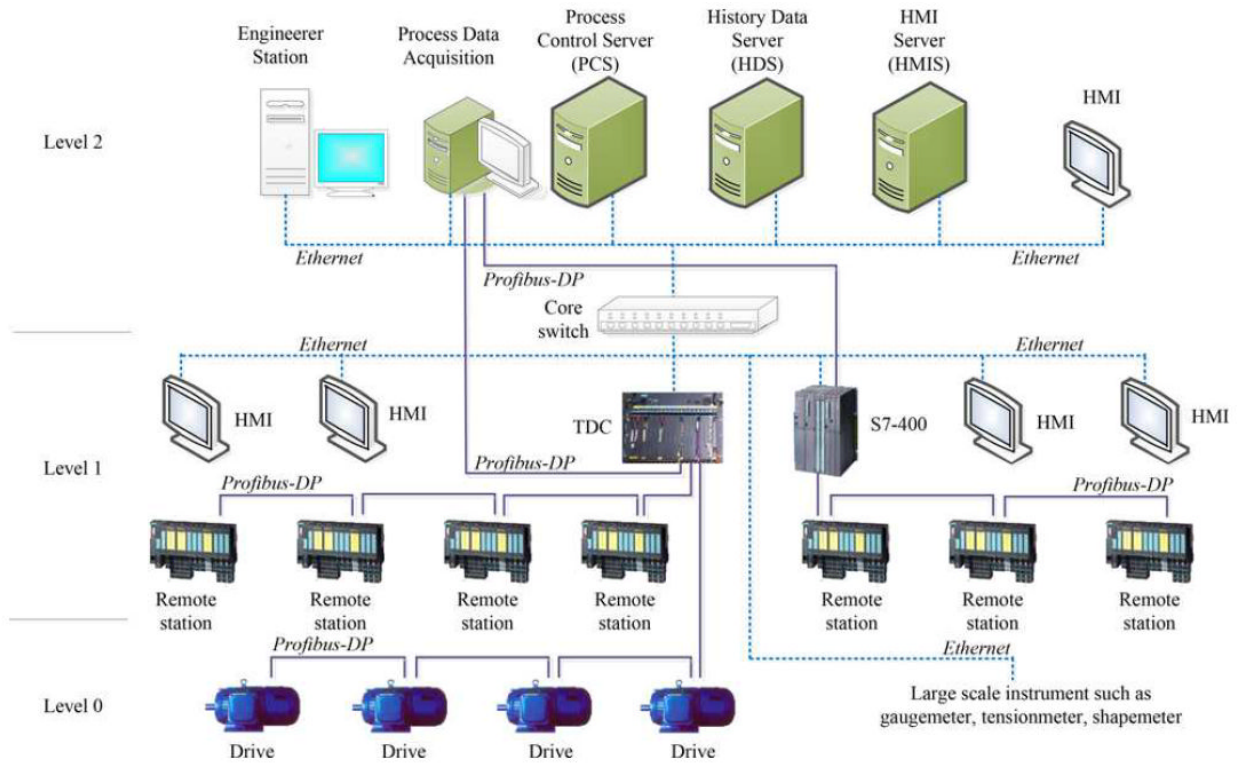 Engineerer
Station
Process Data
Acquisition
Process
Control Server
(PCS)
History Data
Server
(HDS)
HMI
Server
(HMIS)
HMI
Level 2
Ethernet
Ethernet
Profibus-DP
Core
switch
Ethernet
Ethernet
HMI
HMI
TDC
S7-400
HMI
HMI
Level 1
Profibus-DP
Profibus-DP
Profibus-DP
Remote
station
Remote
station
Remote
station
Remote
station
Remote
station
Remote
station
Remote
station
Profibus-DP
Ethernet
Level 0
Large scale instrument such as
gaugemeter, tensionmeter, shapemeter
Drive
Drive
Drive
Drive